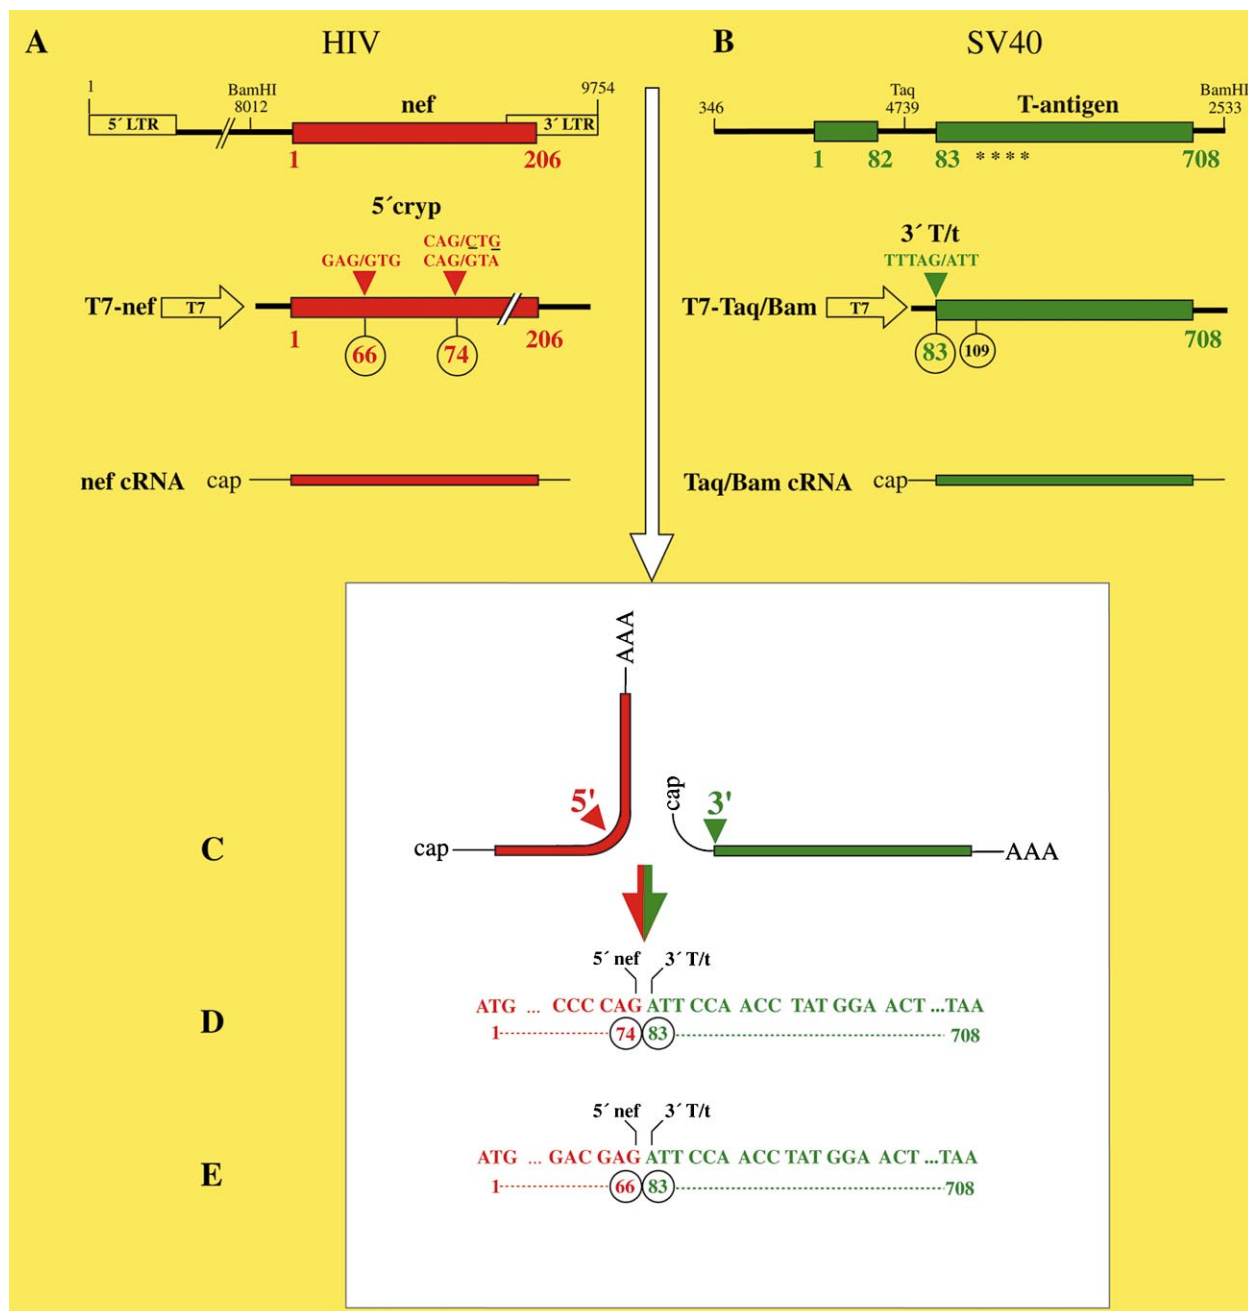 A HIV
1 BamHI 8012 nef 9754
5´ LTR 3´ LTR
1 206
5´cryp
CAG/CTG
GAG/GTG CAG/GTA
T7-nef T7
1 66 74 206
nef cRNA cap
B SV40
346 Taq 4739 T-antigen BamHI 2533
1 82 83 * * * * 708
3´ T/t
TTTAG/ATT
T7-Taq/Bam T7
83 109 708
Taq/Bam cRNA cap
AAA
5' cap 3'
C cap AAA
5´ nef 3´ T/t
ATG ... CCC CAG ATT CCA ACC TAT GGA ACT ...TAA
D
1 74 83 708
5´ nef 3´ T/t
ATG ... GAC GAG ATT CCA ACC TAT GGA ACT ...TAA
E
1 66 83 708